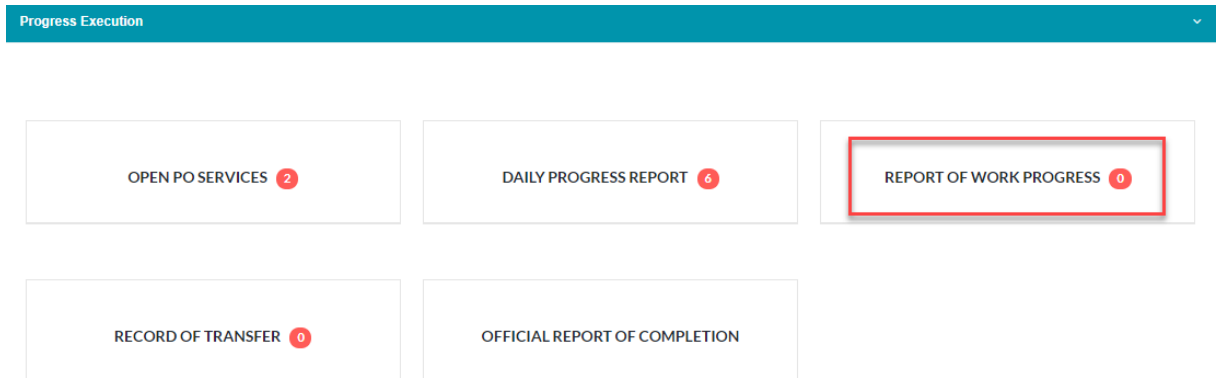 Progress Execution
OPEN PO SERVICES 2
DAILY PROGRESS REPORT 6
REPORT OF WORK PROGRESS 0
RECORD OF TRANSFER 0
OFFICIAL REPORT OF COMPLETION